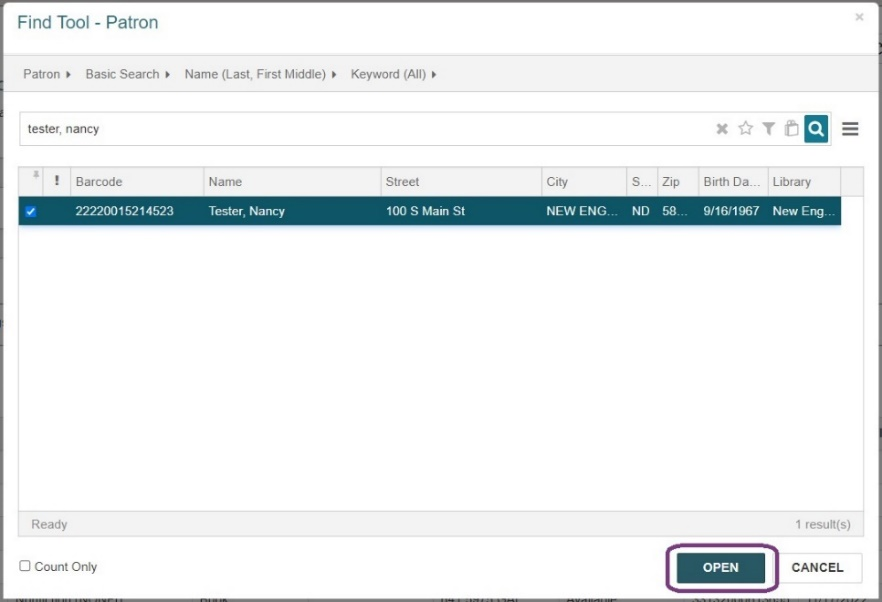 Find Tool - Patron
Patron Basic Search Name (Last, First Middle) Keyword (All)
tester, nancy
! Barcode Name Street City S... Zip Birth Da... Library
22220015214523 Tester, Nancy 100 S Main St NEW ENG... ND 58... 9/16/1967 New Eng...
Ready 1 result(s)
Count Only OPEN CANCEL